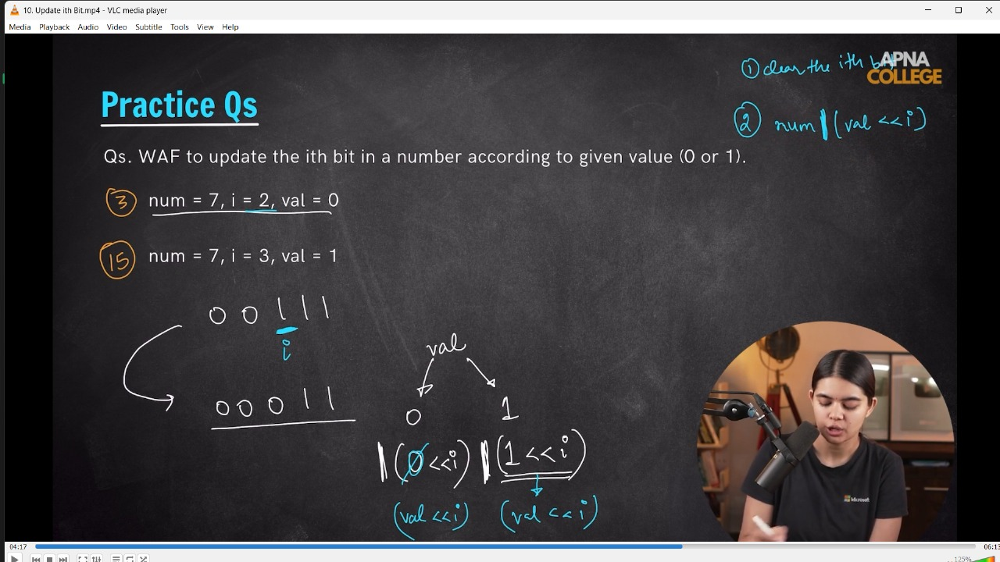 10. Update ith Bit.mp4 - VLC media player
Media Playback Audio Video Subtitle Tools View Help
① clear the ith bit
APNA
COLLEGE
Practice Qs
② num | (val <<i)
Qs. WAF to update the ith bit in a number according to given value (0 or 1).
3 num = 7, i = 2, val = 0
15 num = 7, i = 3, val = 1
0 0 1 1 1
i
val
0 0 0 1 1
0 1
| (0 <<i) | (1 <<i)
(val <<i) (val <<i)
Microsoft
04:17
06:13
125%